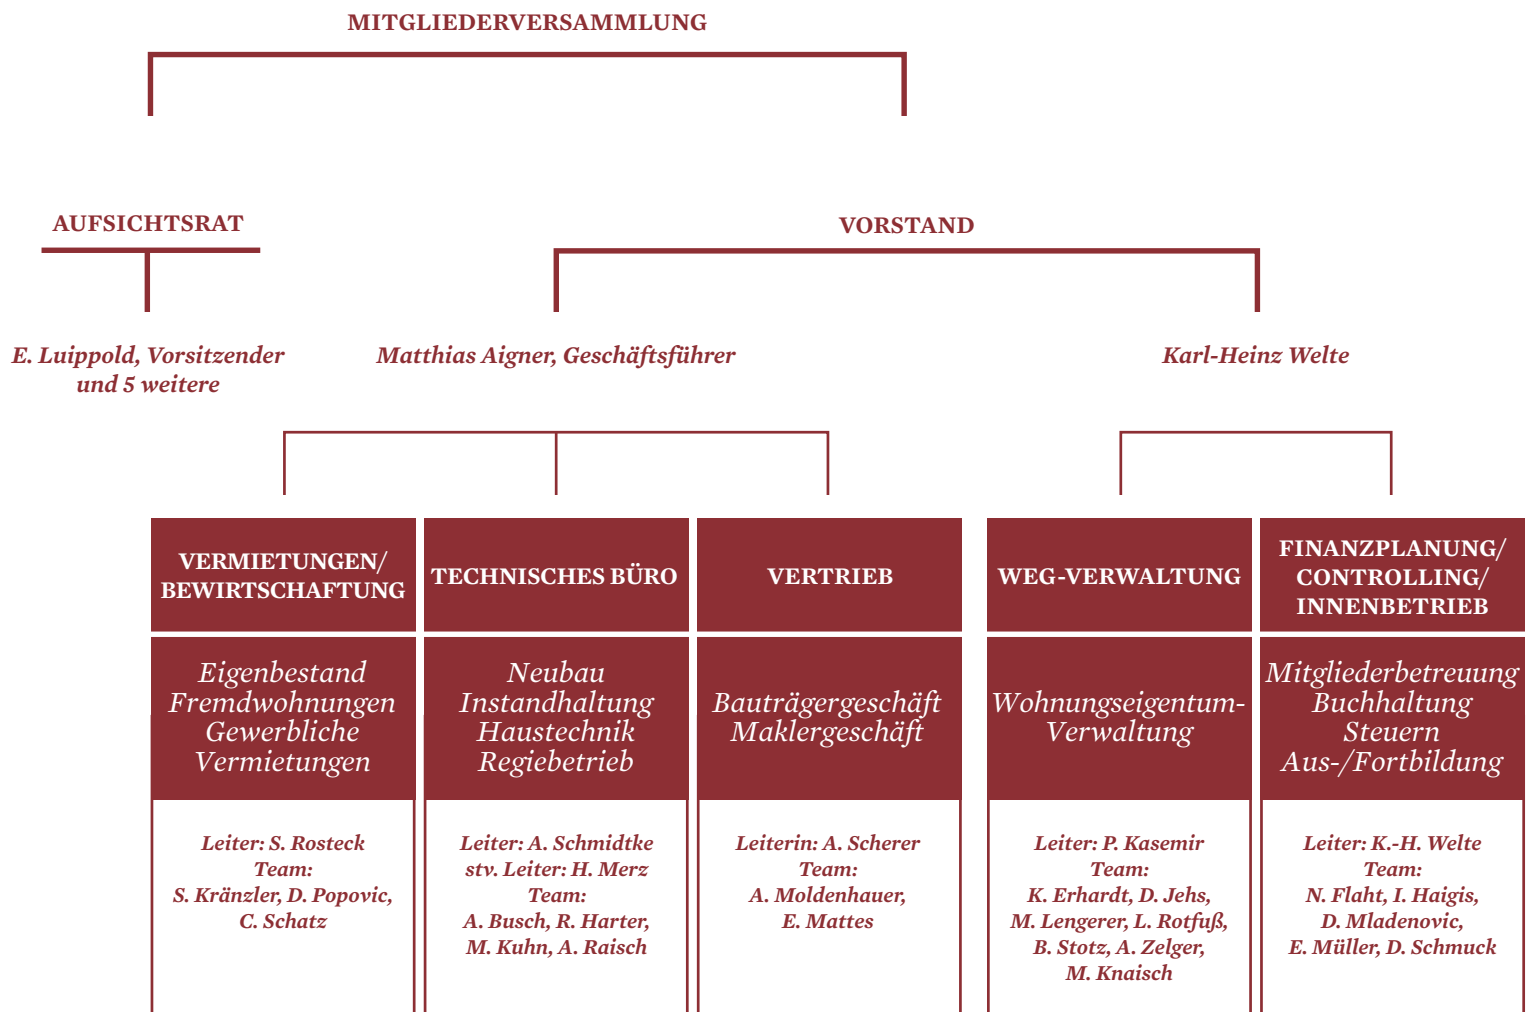 MITGLIEDERVERSAMMLUNG
AUFSICHTSRAT
VORSTAND
E. Luippold, Vorsitzender
und 5 weitere
Matthias Aigner, Geschäftsführer
Karl-Heinz Welte
VERMIETUNGEN/
BEWIRTSCHAFTUNG
Eigenbestand
Fremdwohnungen
Gewerbliche
Vermietungen
Leiter: S. Rosteck
Team:
S. Kränzler, D. Popovic,
C. Schatz
TECHNISCHES BÜRO
Neubau
Instandhaltung
Haustechnik
Regiebetrieb
Leiter: A. Schmidtke
stv. Leiter: H. Merz
Team:
A. Busch, R. Harter,
M. Kuhn, A. Raisch
VERTRIEB
Bauträgergeschäft
Maklergeschäft
Leiterin: A. Scherer
Team:
A. Moldenhauer,
E. Mattes
WEG-VERWALTUNG
Wohnungseigentum-
Verwaltung
Leiter: P. Kasemir
Team:
K. Erhardt, D. Jehs,
M. Lengerer, L. Rotfuß,
B. Stotz, A. Zelger,
M. Knaisch
FINANZPLANUNG/
CONTROLLING/
INNENBETRIEB
Mitgliederbetreuung
Buchhaltung
Steuern
Aus-/Fortbildung
Leiter: K.-H. Welte
Team:
N. Flaht, I. Haigis,
D. Mladenovic,
E. Müller, D. Schmuck